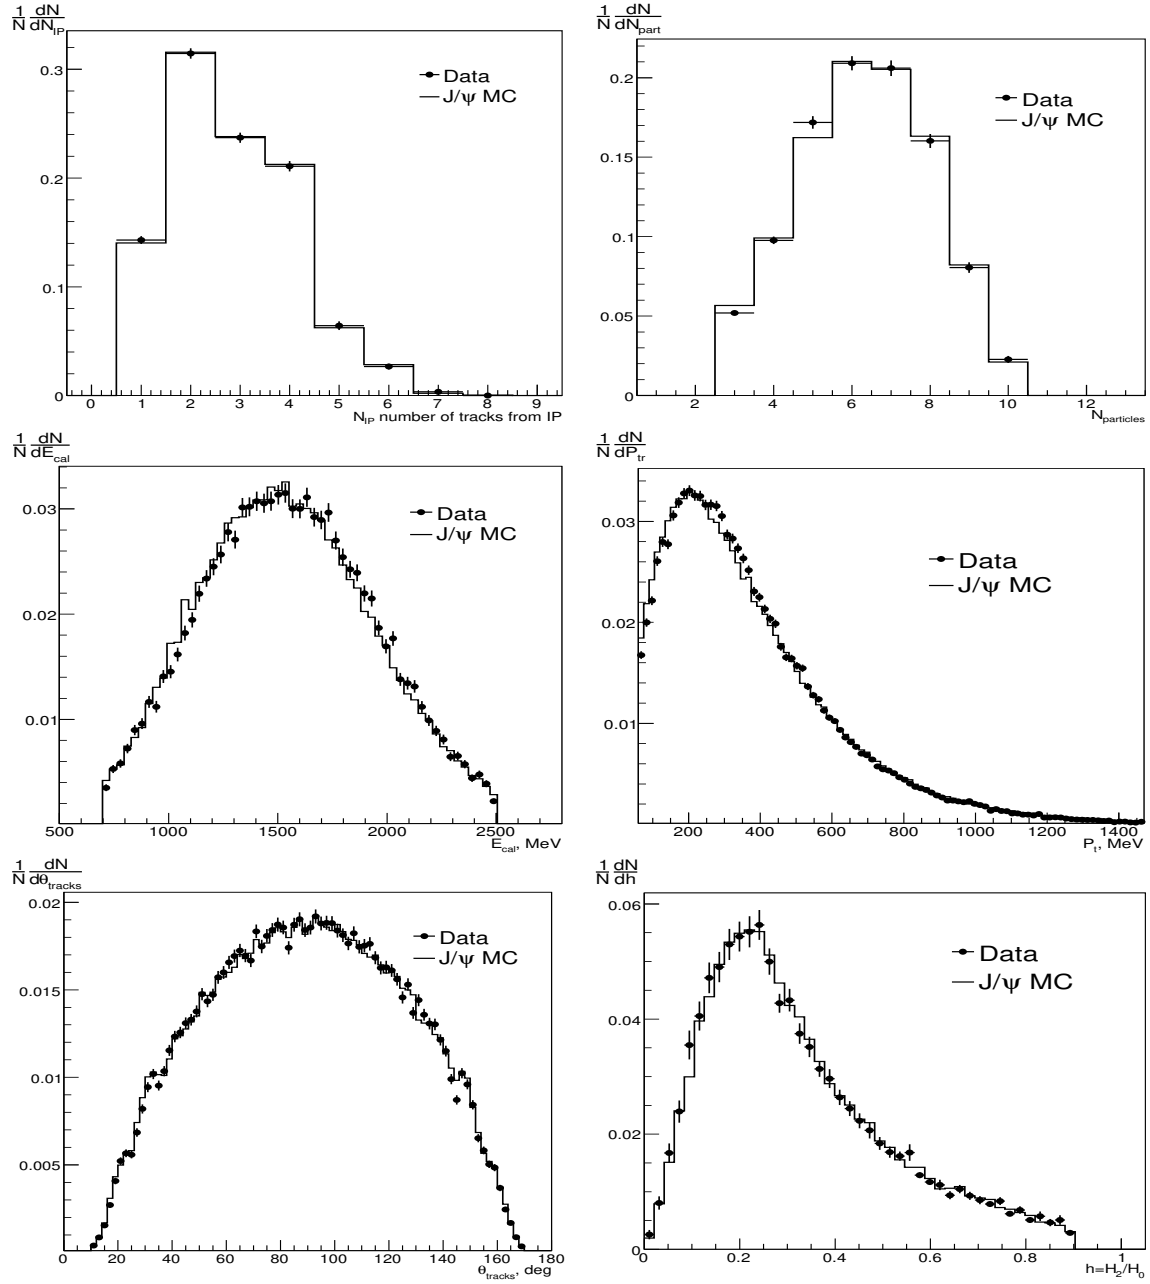 1/N dN/dN_IP
0.3
0.2
0.1
0
Data
J/ψ MC
0 1 2 3 4 5 6 7 8 9
N_IP number of tracks from IP
1/N dN/dN_part
0.2
0.15
0.1
0.05
0
Data
J/ψ MC
2 4 6 8 10 12
N_particles
1/N dN/dE_cal
0.03
0.02
0.01
Data
J/ψ MC
500 1000 1500 2000 2500
E_cal, MeV
1/N dN/dP_tr
0.03
0.02
0.01
Data
J/ψ MC
200 400 600 800 1000 1200 1400
P_t, MeV
1/N dN/dθ_tracks
0.02
0.015
0.01
0.005
Data
J/ψ MC
0 20 40 60 80 100 120 140 160 180
θ_tracks, deg
1/N dN/dh
0.06
0.04
0.02
0
Data
J/ψ MC
0 0.2 0.4 0.6 0.8 1
h=H_2/H_0